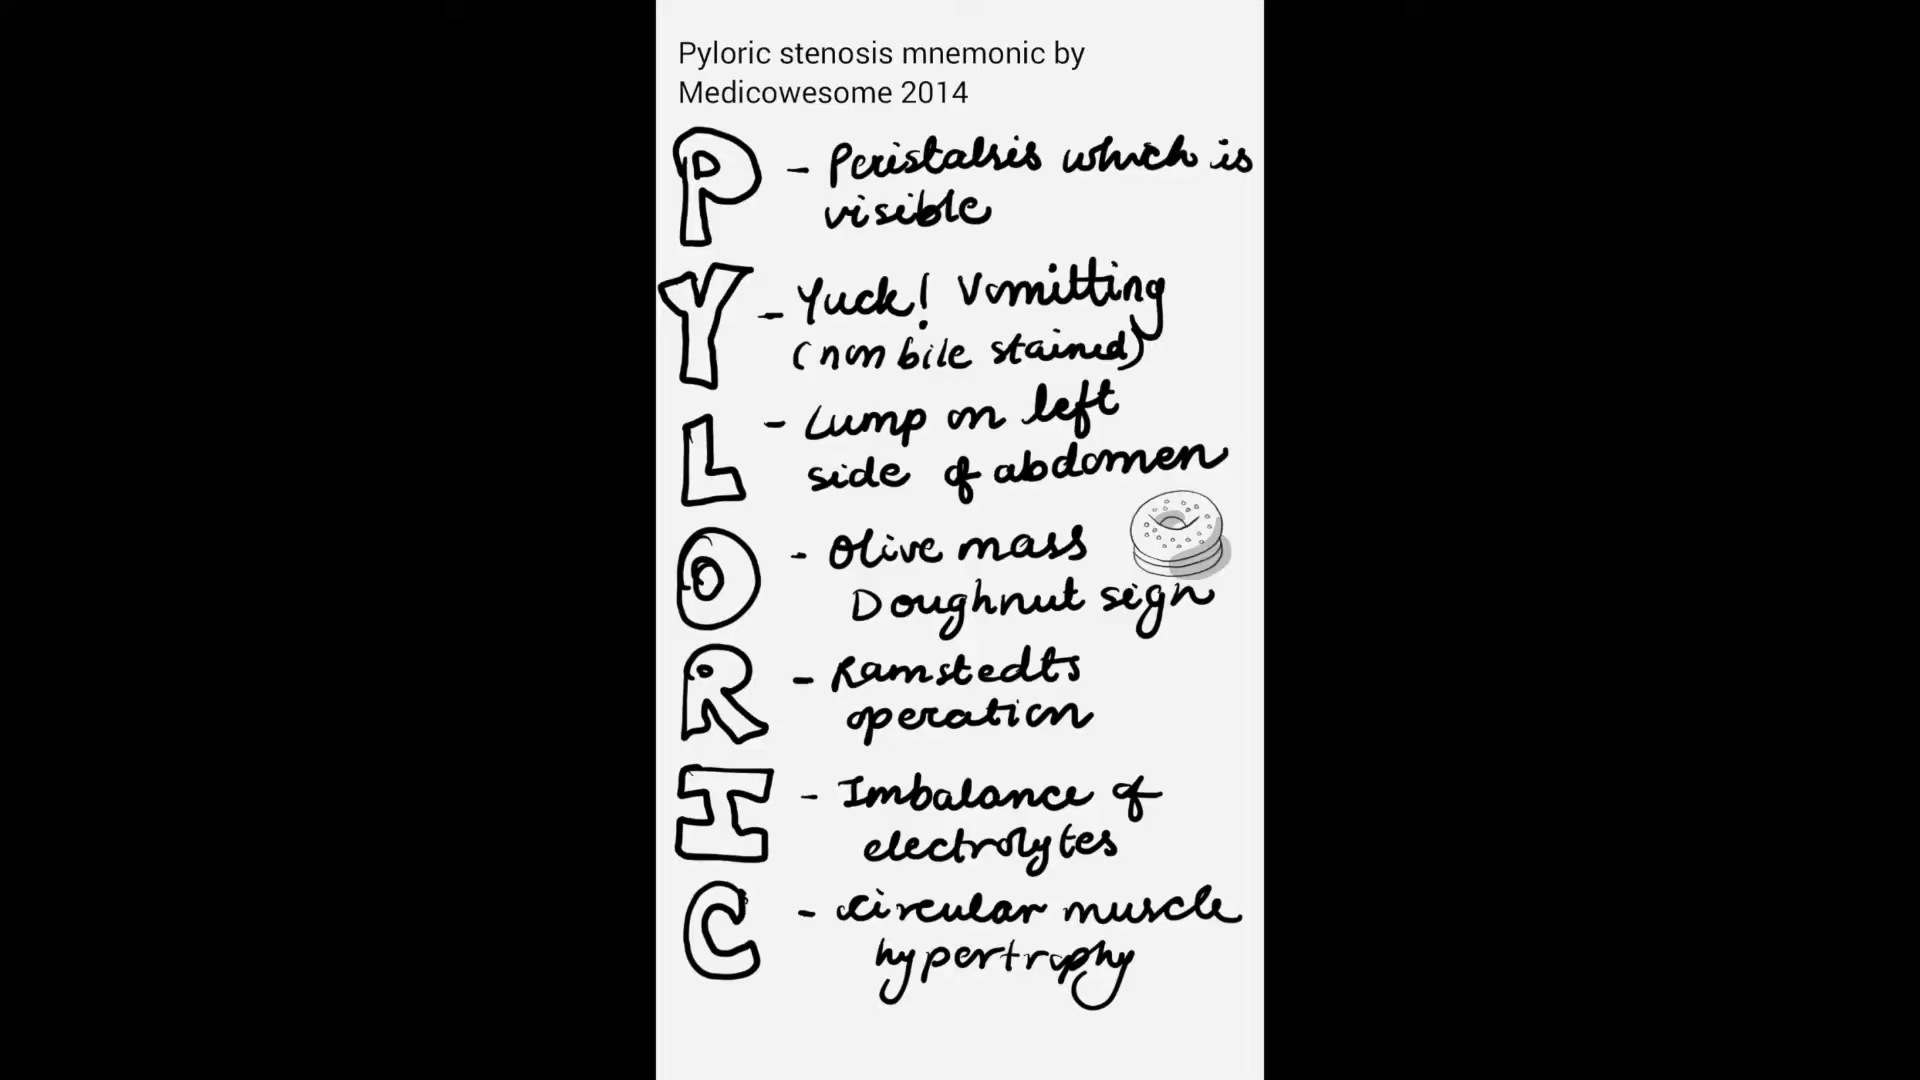 Pyloric stenosis mnemonic by
Medicowesome 2014
P - Peristalsis which is
visible
Y - Yuck! Vomitting
(non bile stained)
L - Lump on left
side of abdomen
O - Olive mass
Doughnut sign
R - Ramstedts
operation
I - Imbalance of
electrolytes
C - circular muscle
hypertrophy